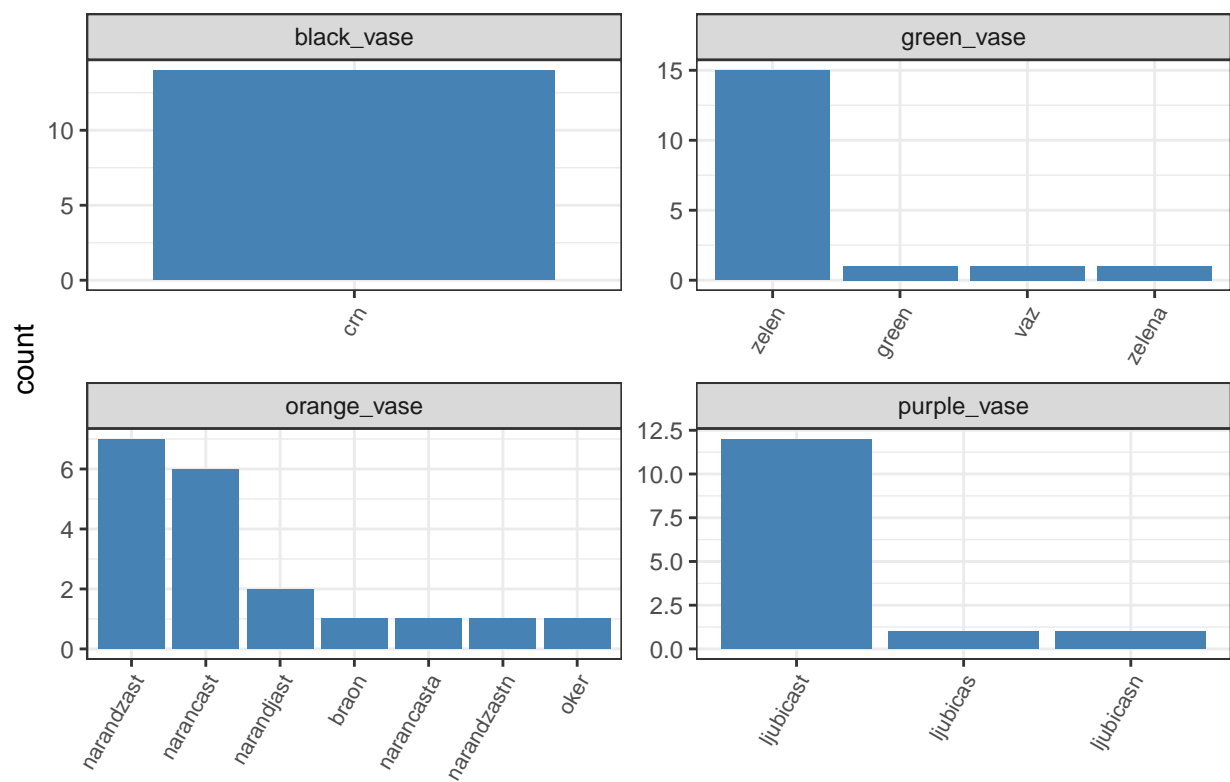 black_vase
green_vase
10
5
0
15
10
5
0
crn
zelen
green
vaz
zelena
count
orange_vase
purple_vase
6
4
2
0
12.5
10.0
7.5
5.0
2.5
0.0
narandzast
narancast
narandjast
braon
narancasta
narandzastn
oker
ljubicast
ljubicas
ljubicasn